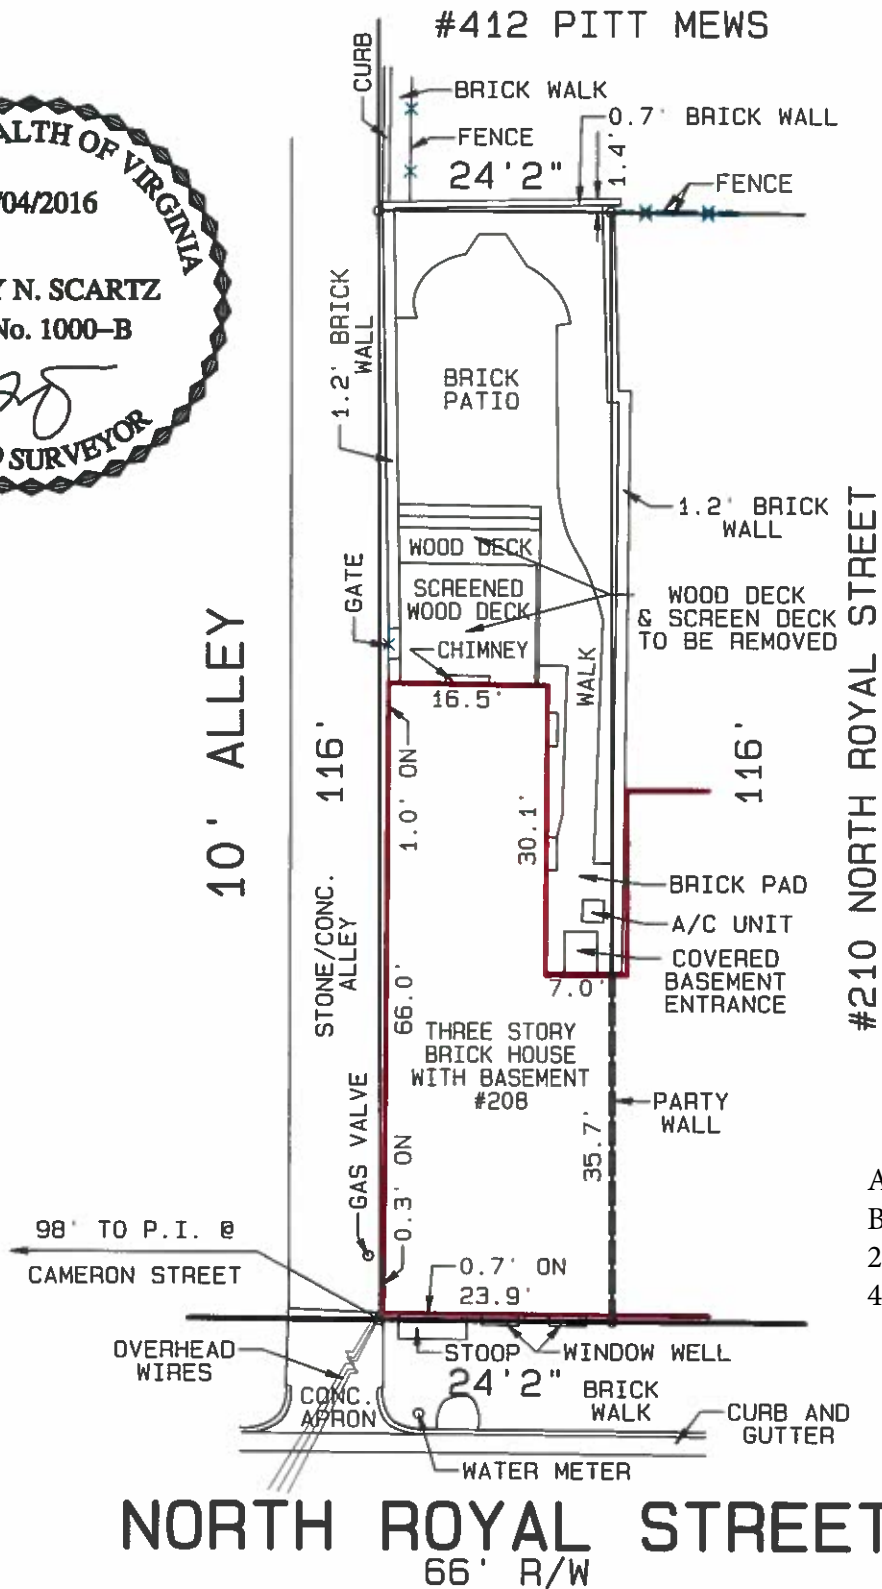 #412 PITT MEWS
CURB
BRICK WALK
0.7' BRICK WALL
FENCE
24'2"
1.4'
FENCE
OF VIRGINIA
04/2016
N. SCARTZ
No. 1000-B
SURVEYOR
1.2' BRICK
WALL
BRICK
PATIO
1.2' BRICK
WALL
WOOD DECK
GATE
SCREENED
WOOD DECK
WOOD DECK
& SCREEN DECK
TO BE REMOVED
CHIMNEY
16.5'
WALK
10' ALLEY
116'
1.0' ON
30.1'
116'
#210 NORTH ROYAL STREET
BRICK PAD
A/C UNIT
COVERED
BASEMENT
ENTRANCE
STONE/CONC.
ALLEY
66.0'
7.0'
THREE STORY
BRICK HOUSE
WITH BASEMENT
#208
PARTY
WALL
35.7'
GAS VALVE
0.3' ON
98' TO P.I. @
CAMERON STREET
0.7' ON
23.9'
OVERHEAD
WIRES
STOOP
WINDOW WELL
24'2"
BRICK
WALK
CONC.
APRON
CURB AND
GUTTER
WATER METER
NORTH ROYAL STREET
66' R/W
A
B
2
4